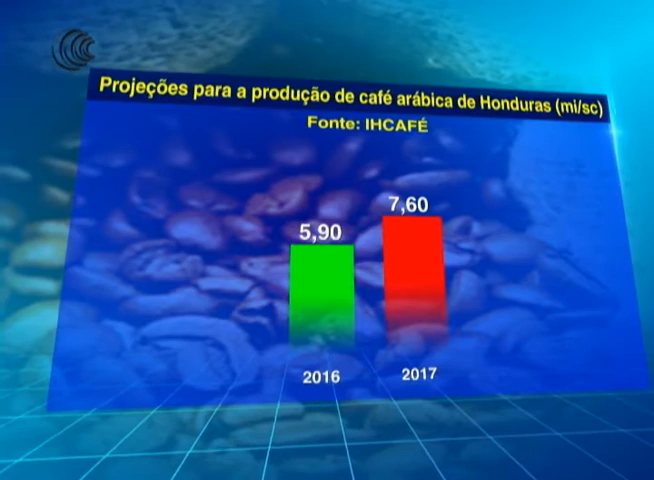 Projeções para a produção de café arábica de Honduras (mi/sc)
Fonte: IHCAFÉ
5,90
7,60
2016
2017